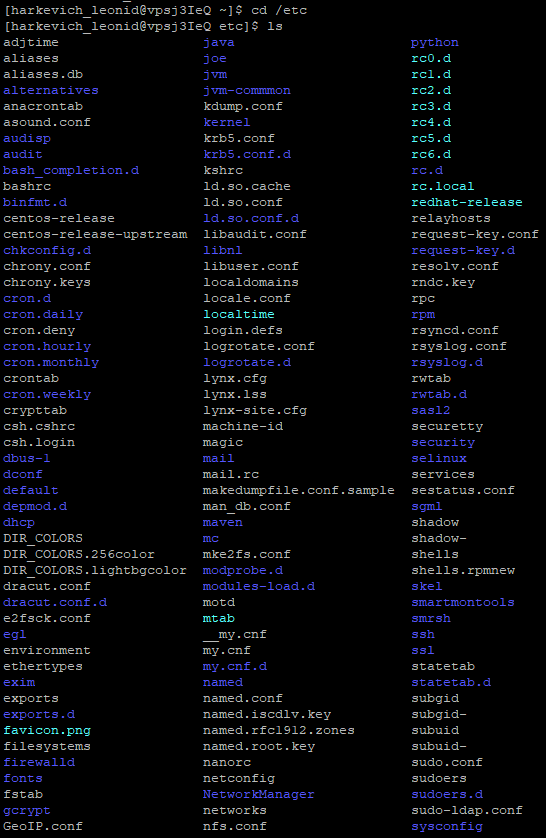 [harkevich_leonid@vpsj3IeQ ~]$ cd /etc
[harkevich_leonid@vpsj3IeQ etc]$ ls
adjtime java python
aliases joe rc0.d
aliases.db jvm rc1.d
alternatives jvm-commmon rc2.d
anacrontab kdump.conf rc3.d
asound.conf kernel rc4.d
audisp krb5.conf rc5.d
audit krb5.conf.d rc6.d
bash_completion.d kshrc rc.d
bashrc ld.so.cache rc.local
binfmt.d ld.so.conf redhat-release
centos-release ld.so.conf.d relayhosts
centos-release-upstream libaudit.conf request-key.conf
chkconfig.d libnl request-key.d
chrony.conf libuser.conf resolv.conf
chrony.keys localdomains rndc.key
cron.d locale.conf rpc
cron.daily localtime rpm
cron.deny login.defs rsyncd.conf
cron.hourly logrotate.conf rsyslog.conf
cron.monthly logrotate.d rsyslog.d
crontab lynx.cfg rwtab
cron.weekly lynx.lss rwtab.d
crypttab lynx-site.cfg sasl2
csh.cshrc machine-id securetty
csh.login magic security
dbus-1 mail selinux
dconf mail.rc services
default makedumpfile.conf.sample sestatus.conf
depmod.d man_db.conf sgml
dhcp maven shadow
DIR_COLORS mc shadow-
DIR_COLORS.256color mke2fs.conf shells
DIR_COLORS.lightbgcolor modprobe.d shells.rpmnew
dracut.conf modules-load.d skel
dracut.conf.d motd smartmontools
e2fsck.conf mtab smrsh
egl __my.cnf ssh
environment my.cnf ssl
ethertypes my.cnf.d statetab
exim named statetab.d
exports named.conf subgid
exports.d named.iscdlv.key subgid-
favicon.png named.rfc1912.zones subuid
filesystems named.root.key subuid-
firewalld nanorc sudo.conf
fonts netconfig sudoers
fstab NetworkManager sudoers.d
gcrypt networks sudo-ldap.conf
GeoIP.conf nfs.conf sysconfig